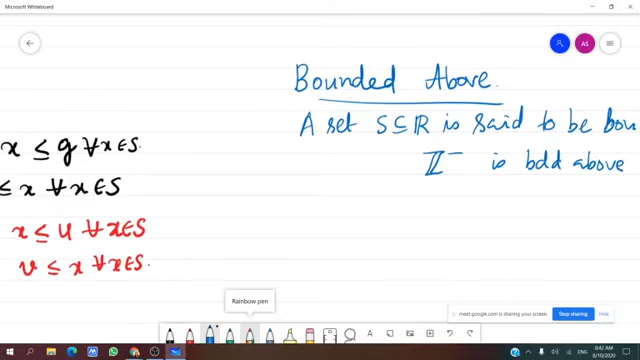 Microsoft Whiteboard
AS
Bounded Above.
A set S⊆ℝ is said to be bou
ℤ⁻ is bdd above
x ≤ g ∀x∈S.
≤ x ∀x∈S
x ≤ u ∀x∈S
v ≤ x ∀x∈S.
Rainbow pen
meet.google.com is sharing your screen.
Stop sharing
Hide
ENG
8:42 AM
8/10/2020